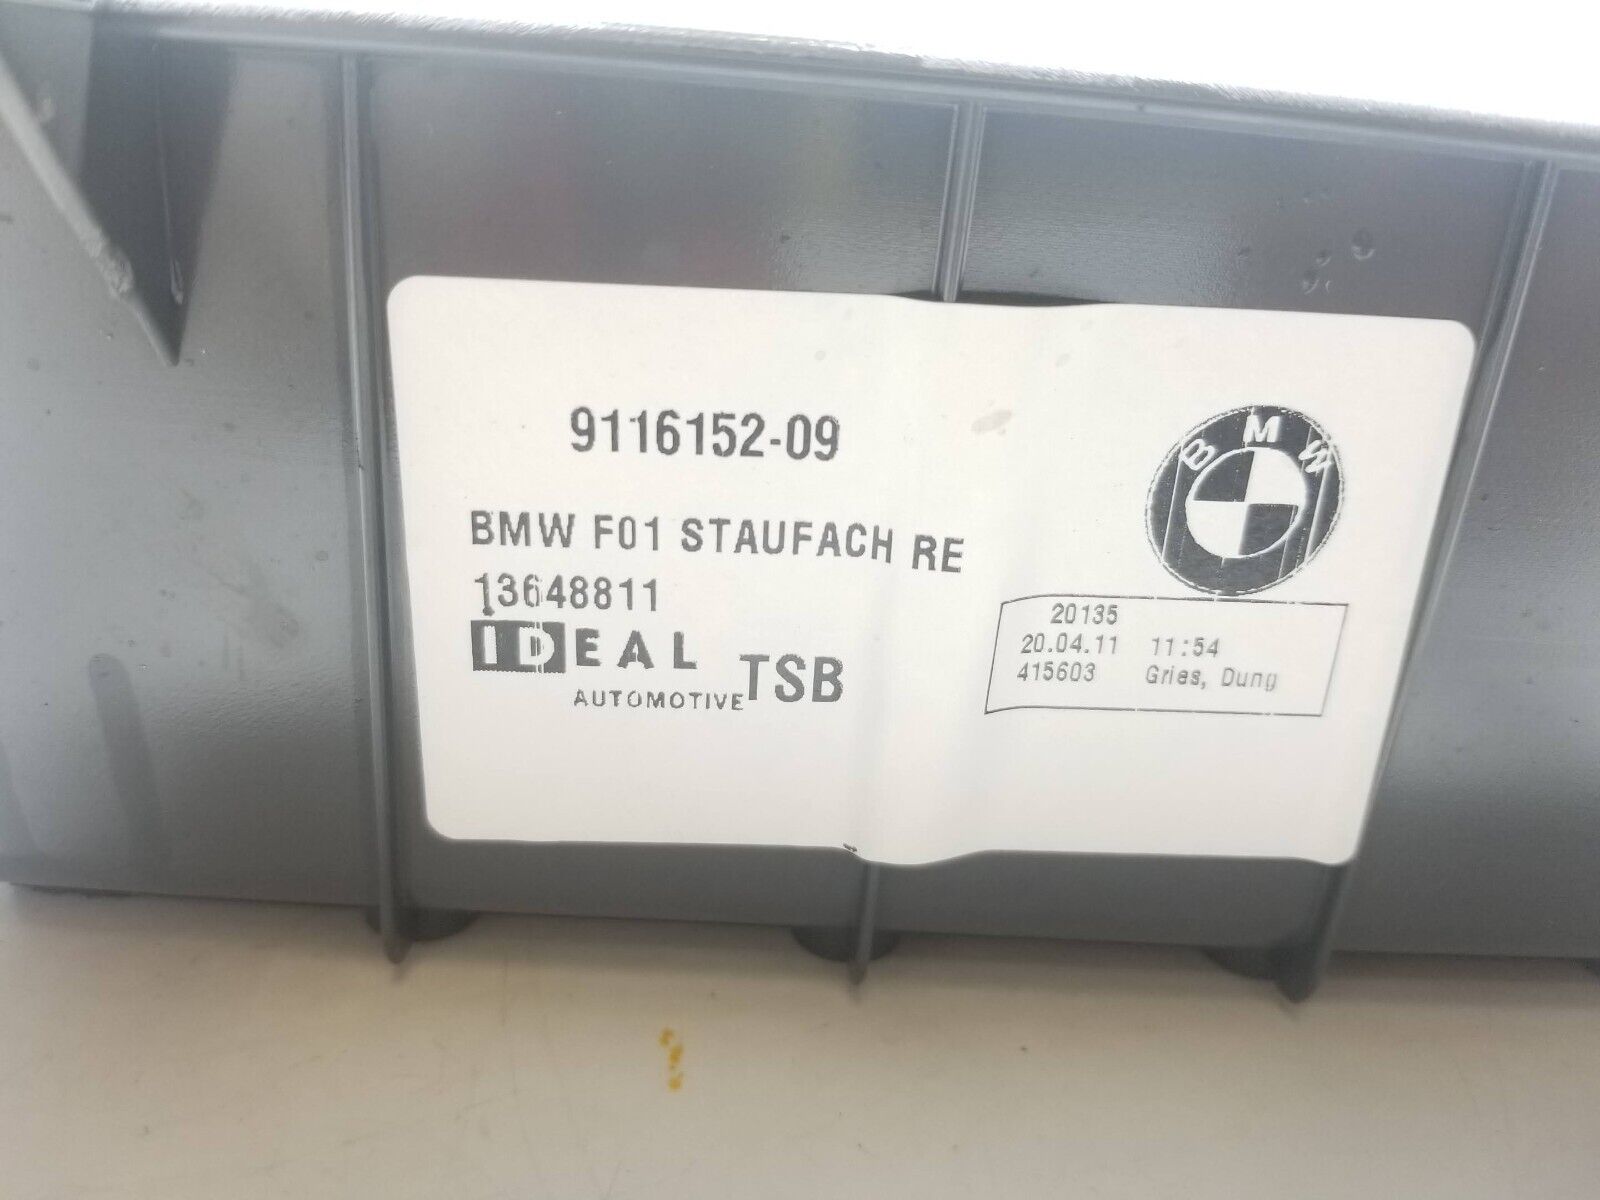 9116152-09
BMW
BMW F01 STAUFACH RE
13648811
IDEAL
AUTOMOTIVE TSB
20135
20.04.11 11:54
415603 Gries, Dung